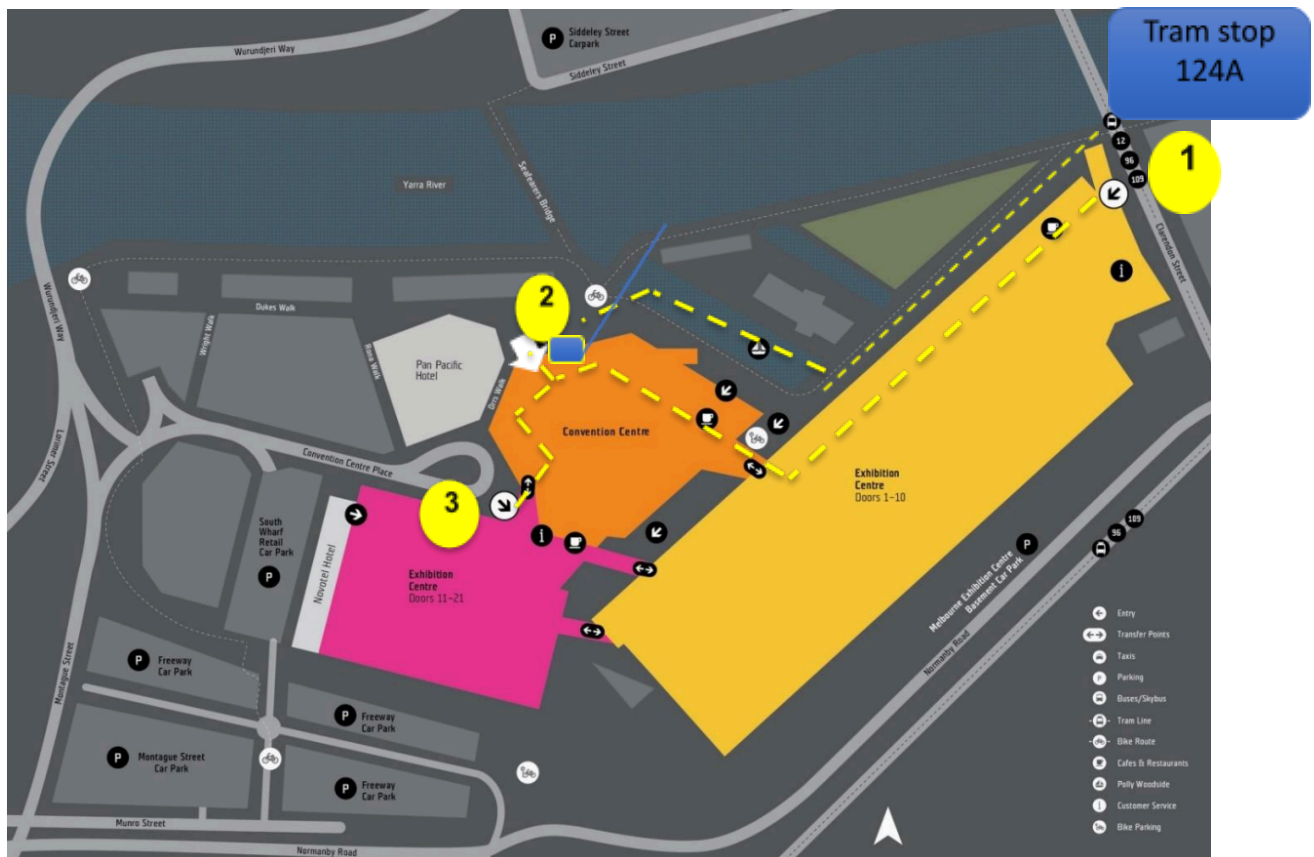 Tram stop
124A
P
Siddeley Street
Carpark
Siddeley Street
Wurundjeri Way
12
96
109
1
Yarra River
Seafarers Bridge
Clarendon Street
i
Wurundjeri Way
Dukes Walk
Wright Walk
Rona Walk
Pan Pacific
Hotel
Orrs Walk
2
Convention Centre
Exhibition
Centre
Doors 1–10
Lorimer Street
Convention Centre Place
3
South
Wharf
Retail
Car Park
P
Novotel Hotel
Exhibition
Centre
Doors 11–21
i
109
96
P
Melbourne Exhibition Centre
Basement Car Park
Normanby Road
Montague Street
P
Freeway
Car Park
P
Freeway
Car Park
P
Montague Street
Car Park
P
Freeway
Car Park
Munro Street
Normanby Road
Entry
Transfer Points
Taxis
P
Parking
Buses/Skybus
Tram Line
Bike Route
Cafes & Restaurants
Polly Woodside
i
Customer Service
Bike Parking